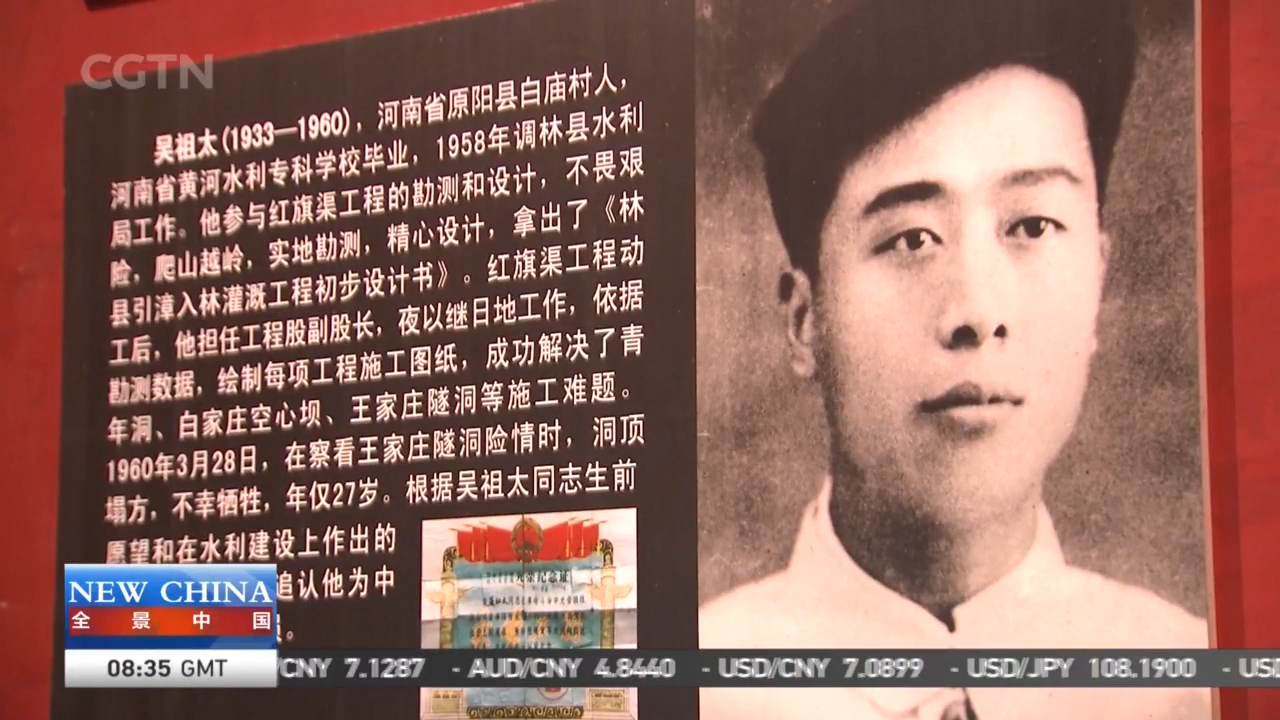 CGTN
吴祖太(1933—1960)，河南省原阳县白庙村人，
河南省黄河水利专科学校毕业，1958年调林县水利
局工作。他参与红旗渠工程的勘测和设计，不畏艰
险，爬山越岭，实地勘测，精心设计，拿出了《林
县引漳入林灌溉工程初步设计书》。红旗渠工程动
工后，他担任工程股副股长，夜以继日地工作，依据
勘测数据，绘制每项工程施工图纸，成功解决了青
年洞、白家庄空心坝、王家庄隧洞等施工难题。
1960年3月28日，在察看王家庄隧洞险情时，洞顶
塌方，不幸牺牲，年仅27岁。根据吴祖太同志生前
愿望和在水利建设上作出的
追认他为中
NEW CHINA
全景中国
08:35 GMT
/CNY 7.1287 - AUD/CNY 4.8440 - USD/CNY 7.0899 - USD/JPY 108.1900 - US